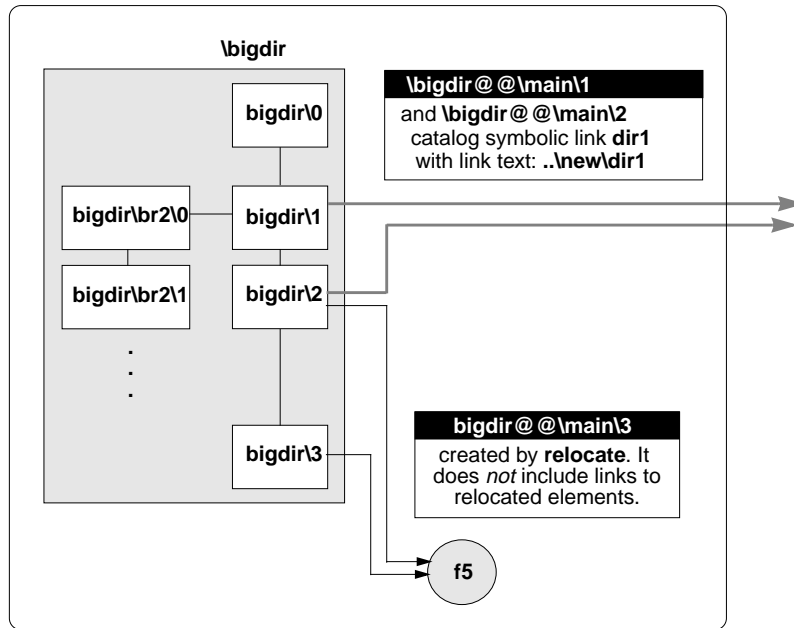 \bigdir
\bigdir@@\main\1
and \bigdir@@\main\2
catalog symbolic link dir1
with link text: ..\new\dir1
bigdir\0
bigdir\br2\0
bigdir\1
bigdir\br2\1
bigdir\2
.
.
.
bigdir\3
bigdir@@\main\3
created by relocate. It
does not include links to
relocated elements.
f5